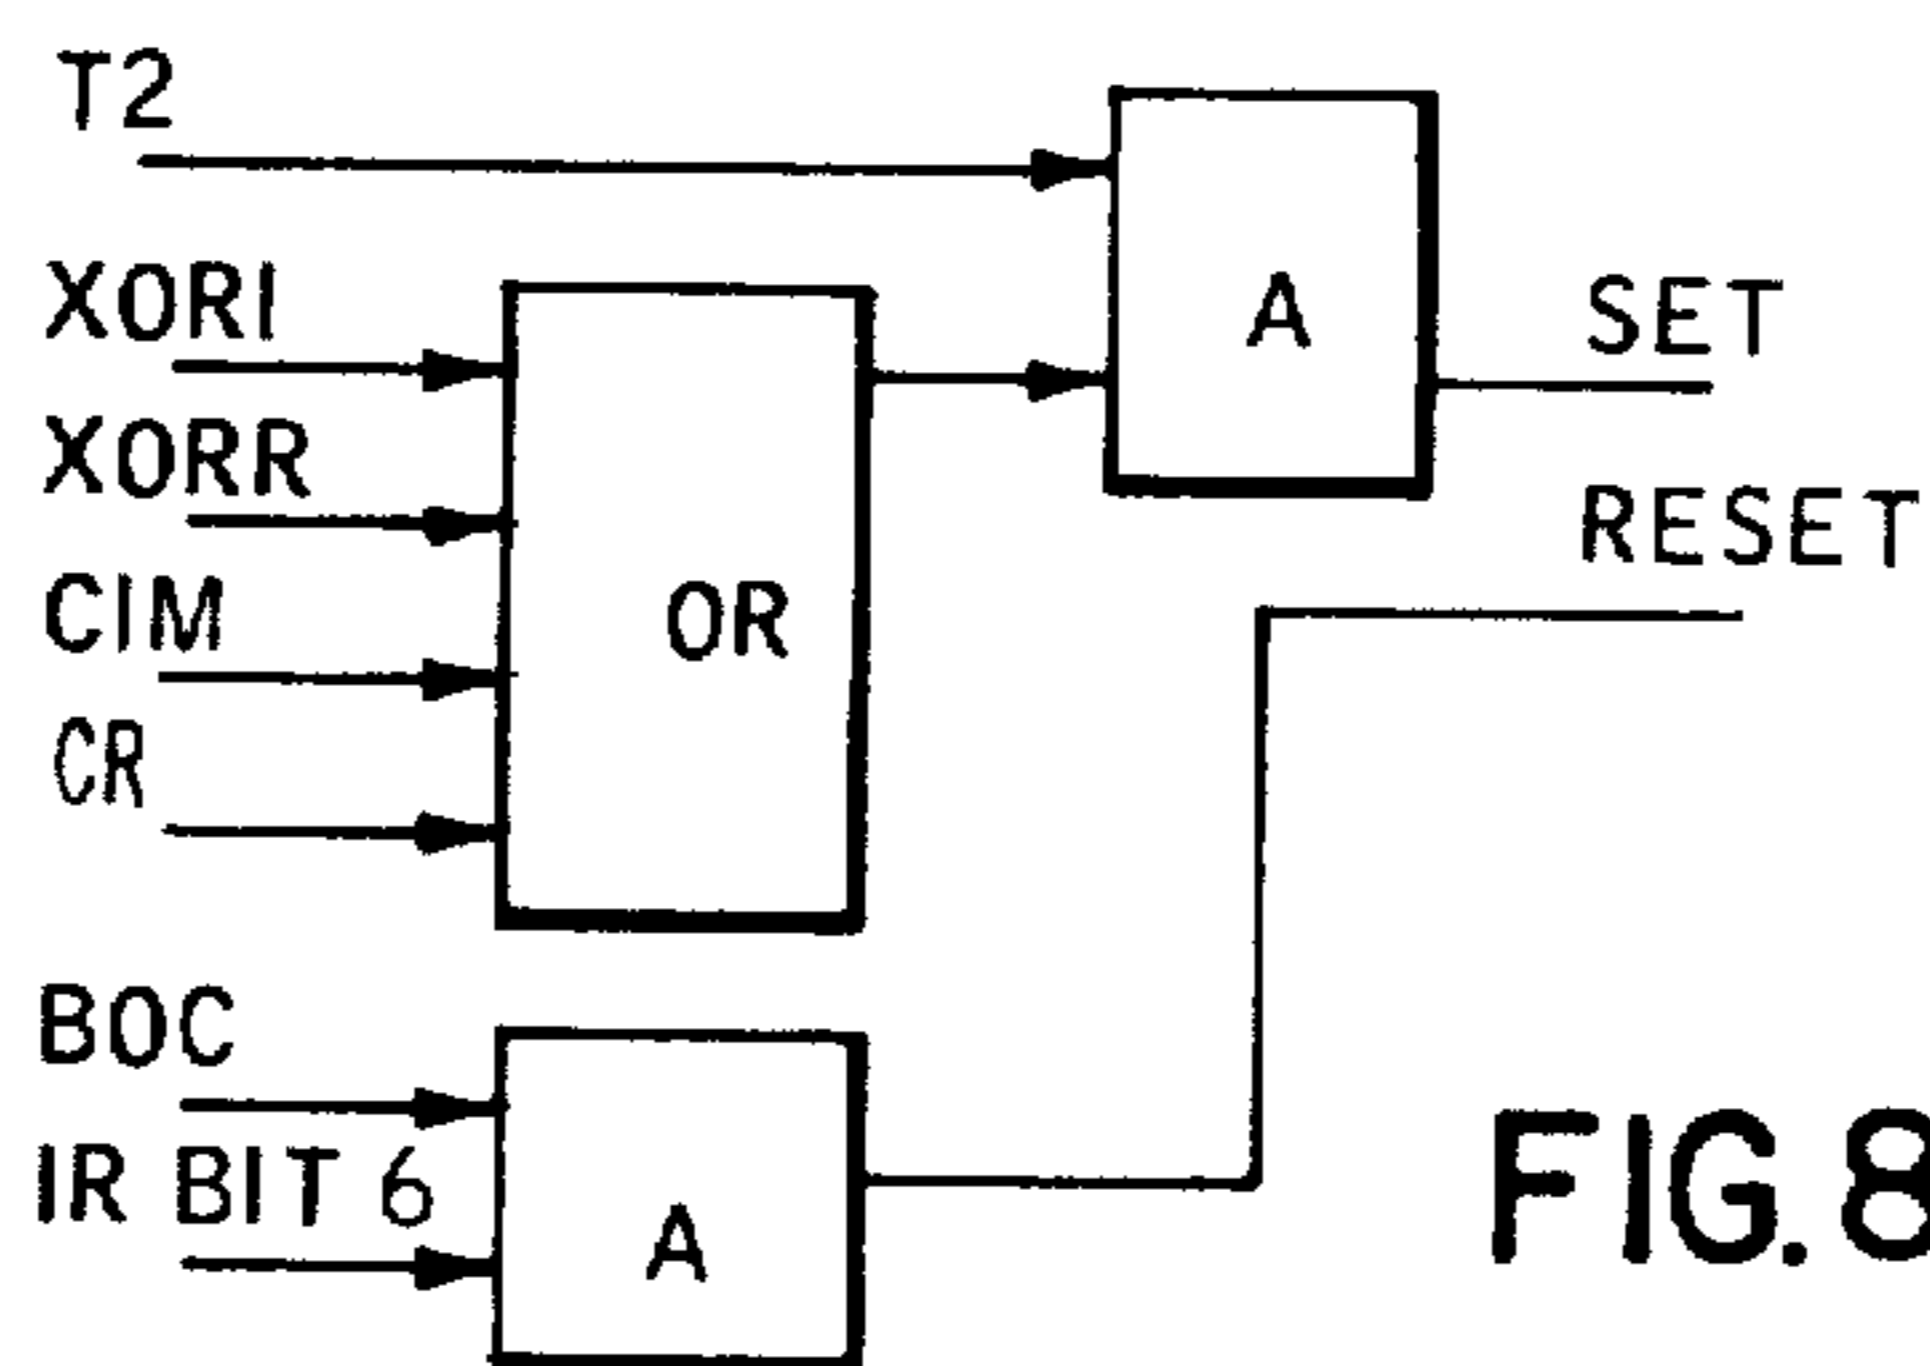 T2
XORI
XORR
CIM
CR
OR
A
SET
RESET
BOC
IR BIT 6
A
FIG.8